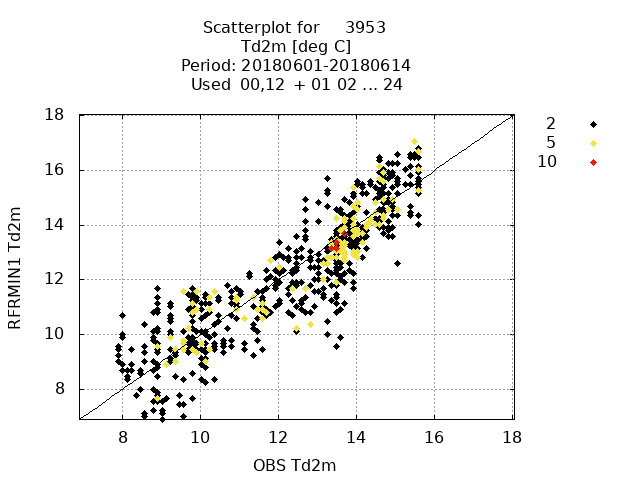 Scatterplot for 3953
Td2m [deg C]
Period: 20180601-20180614
Used 00,12 + 01 02 ... 24
18
16
14
12
10
8
RFRMIN1 Td2m
8 10 12 14 16 18
OBS Td2m
2
5
10